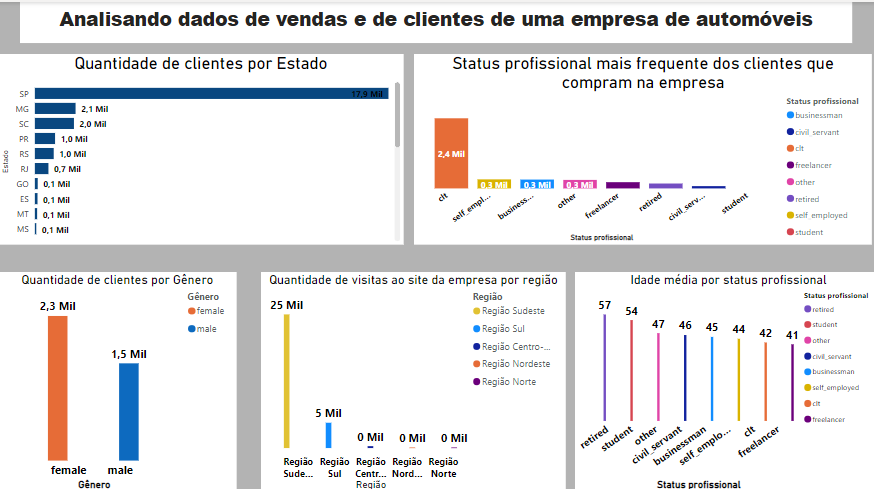 Analisando dados de vendas e de clientes de uma empresa de automóveis
Quantidade de clientes por Estado
Estado
SP
17,9 Mil
MG
2,1 Mil
SC
2,0 Mil
PR
1,0 Mil
RS
1,0 Mil
RJ
0,7 Mil
GO
0,1 Mil
ES
0,1 Mil
MT
0,1 Mil
MS
0,1 Mil
Status profissional mais frequente dos clientes que
compram na empresa
2,4 Mil
0,3 Mil
0,3 Mil
0,3 Mil
clt
self_empl...
business...
other
freelancer
retired
civil_serv...
student
Status profissional
Status profissional
businessman
civil_servant
clt
freelancer
other
retired
self_employed
student
Quantidade de clientes por Gênero
2,3 Mil
1,5 Mil
female
male
Gênero
Gênero
female
male
Quantidade de visitas ao site da empresa por região
25 Mil
5 Mil
0 Mil
0 Mil
0 Mil
Região
Sude...
Região
Sul
Região
Centr...
Região
Nord...
Região
Norte
Região
Região
Região Sudeste
Região Sul
Região Centro-...
Região Nordeste
Região Norte
Idade média por status profissional
57
54
47
46
45
44
42
41
retired
student
other
civil_servant
businessman
self_emplo...
clt
freelancer
Status profissional
Status profissional
retired
student
other
civil_servant
businessman
self_employed
clt
freelancer